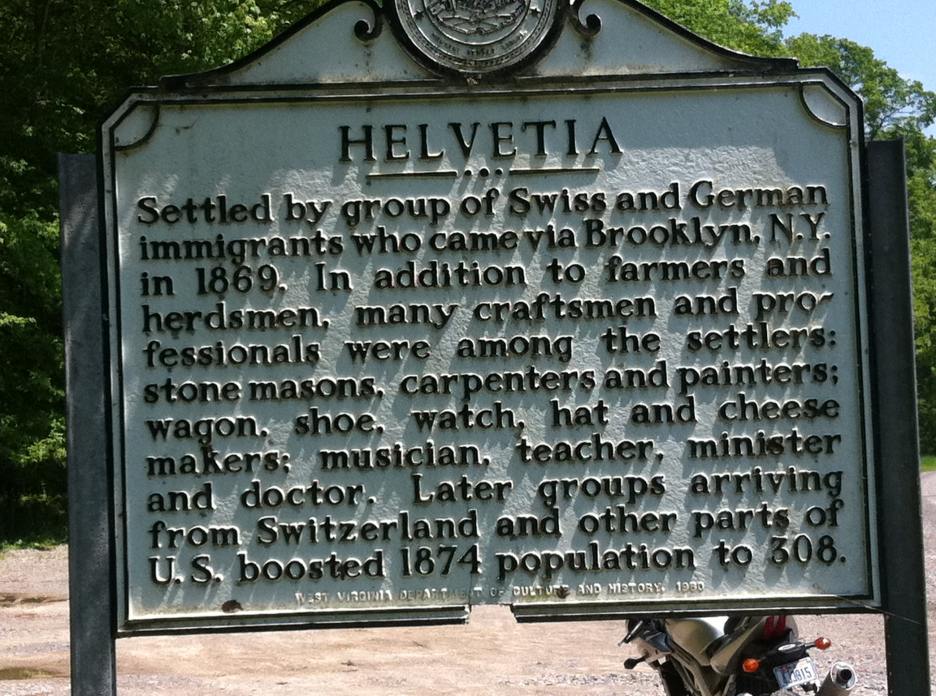 HELVETIA
Settled by group of Swiss and German
immigrants who came via Brooklyn, N.Y.
in 1869. In addition to farmers and
herdsmen, many craftsmen and pro-
fessionals were among the settlers:
stone masons, carpenters and painters;
wagon, shoe, watch, hat and cheese
makers; musician, teacher, minister
and doctor. Later groups arriving
from Switzerland and other parts of
U.S. boosted 1874 population to 308.
WEST VIRGINIA DEPARTMENT OF CULTURE AND HISTORY, 1980